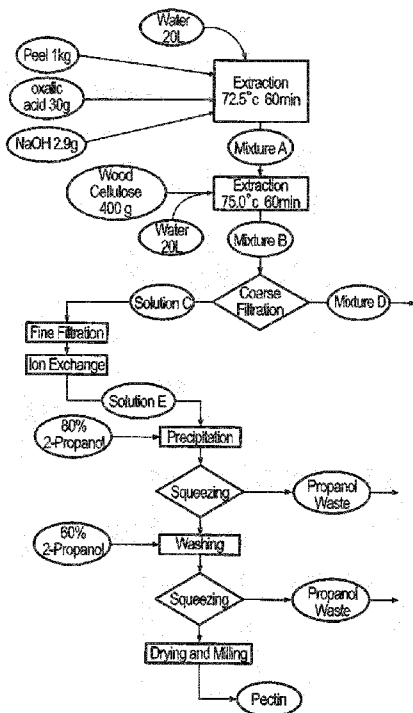 Water
20L
Peel 1kg
oxalic
acid 30g
NaOH 2.9g
Extraction
72.5°c 60min
Mixture A
Wood
Cellulose
400 g
Extraction
75.0°c 60min
Water
20L
Mixture B
Solution C
Coarse
Filtration
Mixture D
Fine Filtration
Ion Exchange
Solution E
80%
2-Propanol
Precipitation
Squeezing
Propanol
Waste
60%
2-Propanol
Washing
Squeezing
Propanol
Waste
Drying and Milling
Pectin